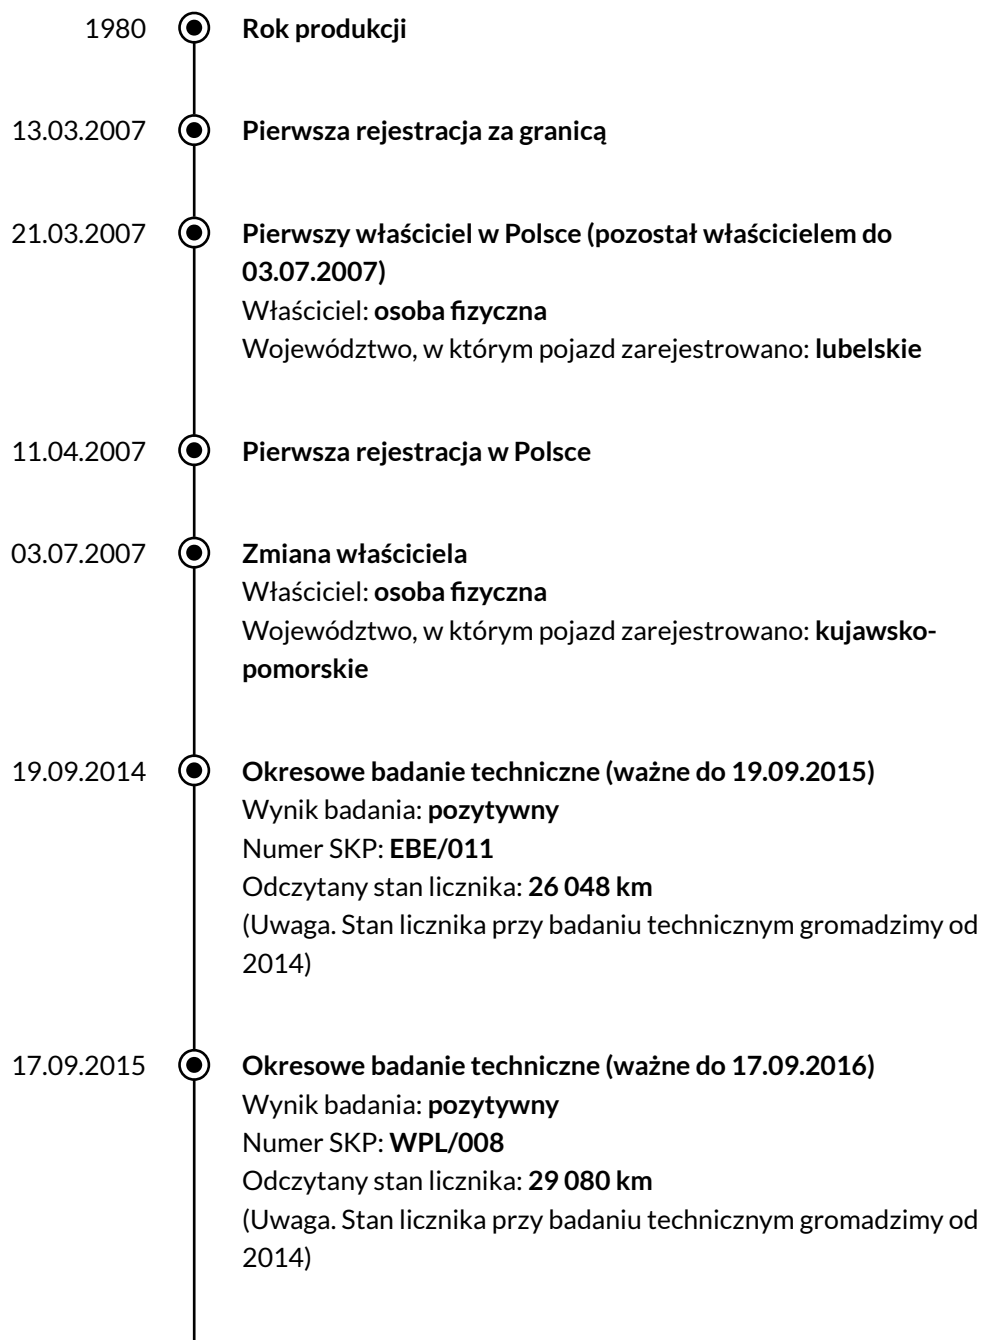 1980 Rok produkcji
13.03.2007 Pierwsza rejestracja za granicą
21.03.2007 Pierwszy właściciel w Polsce (pozostał właścicielem do
03.07.2007)
Właściciel: osoba fizyczna
Województwo, w którym pojazd zarejestrowano: lubelskie
11.04.2007 Pierwsza rejestracja w Polsce
03.07.2007 Zmiana właściciela
Właściciel: osoba fizyczna
Województwo, w którym pojazd zarejestrowano: kujawsko-
pomorskie
19.09.2014 Okresowe badanie techniczne (ważne do 19.09.2015)
Wynik badania: pozytywny
Numer SKP: EBE/011
Odczytany stan licznika: 26 048 km
(Uwaga. Stan licznika przy badaniu technicznym gromadzimy od
2014)
17.09.2015 Okresowe badanie techniczne (ważne do 17.09.2016)
Wynik badania: pozytywny
Numer SKP: WPL/008
Odczytany stan licznika: 29 080 km
(Uwaga. Stan licznika przy badaniu technicznym gromadzimy od
2014)